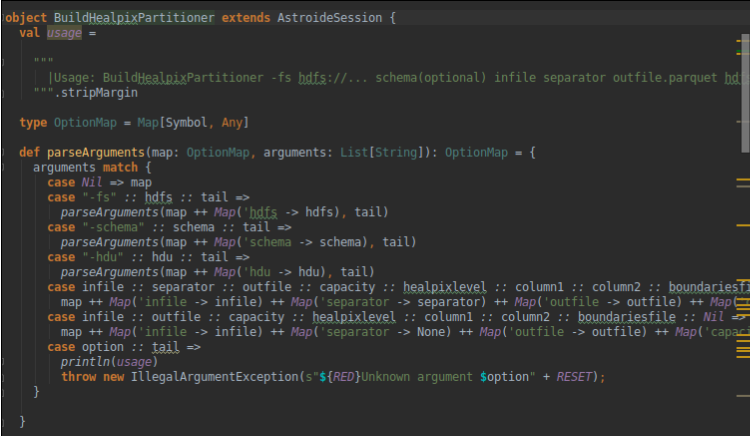 object BuildHealpixPartitioner extends AstroideSession {
  val usage =
    """
      |Usage: BuildHealpixPartitioner -fs hdfs://... schema(optional) infile separator outfile.parquet hdf
    """.stripMargin
  type OptionMap = Map[Symbol, Any]
  def parseArguments(map: OptionMap, arguments: List[String]): OptionMap = {
    arguments match {
      case Nil => map
      case "-fs" :: hdfs :: tail =>
        parseArguments(map ++ Map('hdfs -> hdfs), tail)
      case "-schema" :: schema :: tail =>
        parseArguments(map ++ Map('schema -> schema), tail)
      case "-hdu" :: hdu :: tail =>
        parseArguments(map ++ Map('hdu -> hdu), tail)
      case infile :: separator :: outfile :: capacity :: healpixlevel :: column1 :: column2 :: boundariesfi
        map ++ Map('infile -> infile) ++ Map('separator -> separator) ++ Map('outfile -> outfile) ++ Map(
      case infile :: outfile :: capacity :: healpixlevel :: column1 :: column2 :: boundariesfile :: Nil =>
        map ++ Map('infile -> infile) ++ Map('separator -> None) ++ Map('outfile -> outfile) ++ Map('capac
      case option :: tail =>
        println(usage)
        throw new IllegalArgumentException(s"${RED}Unknown argument $option" + RESET);
    }
  }